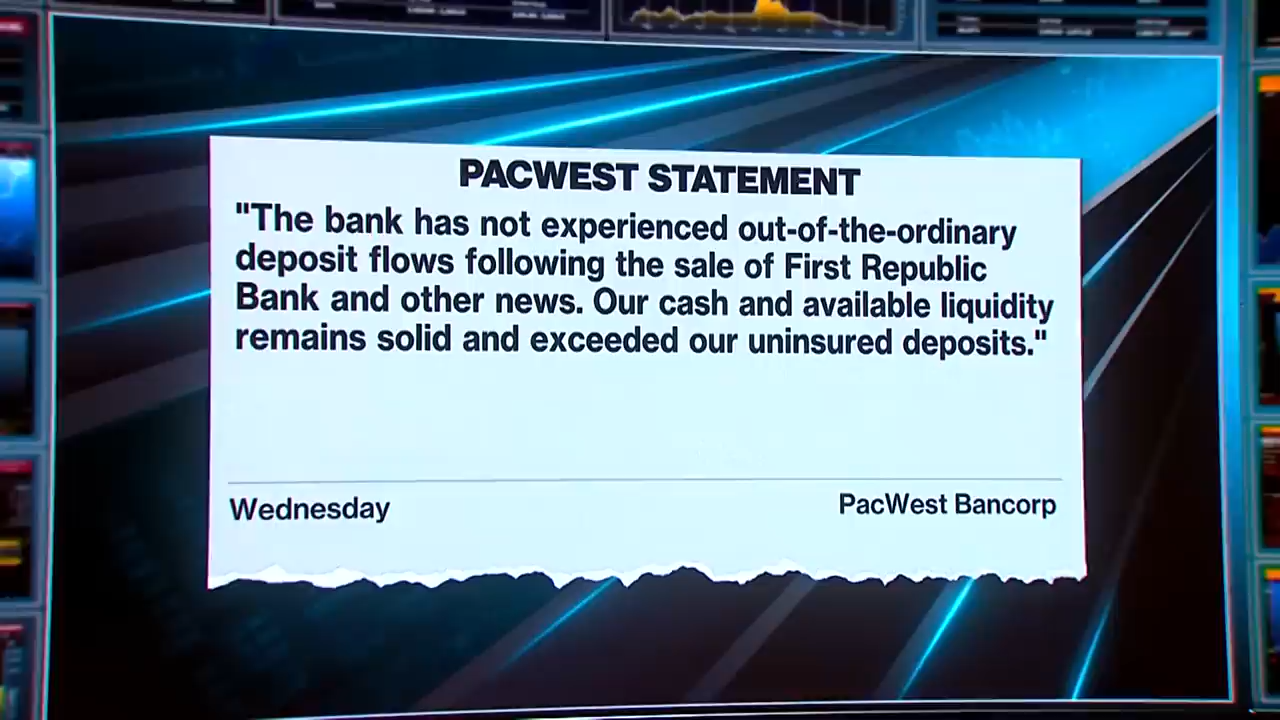 PACWEST STATEMENT
"The bank has not experienced out-of-the-ordinary
deposit flows following the sale of First Republic
Bank and other news. Our cash and available liquidity
remains solid and exceeded our uninsured deposits."
Wednesday
PacWest Bancorp